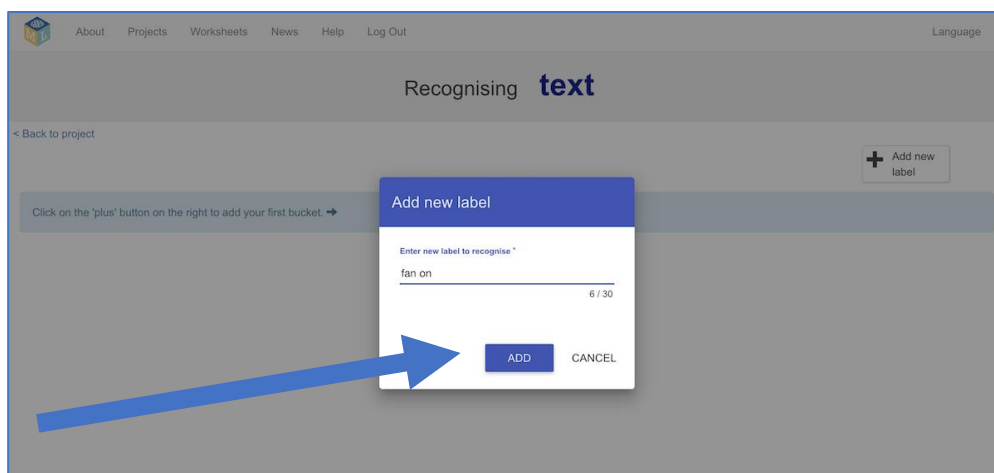 About Projects Worksheets News Help Log Out Language
Recognising text
< Back to project
Add new
label
Click on the 'plus' button on the right to add your first bucket. ➔
Add new label
Enter new label to recognise *
fan on
6 / 30
ADD CANCEL